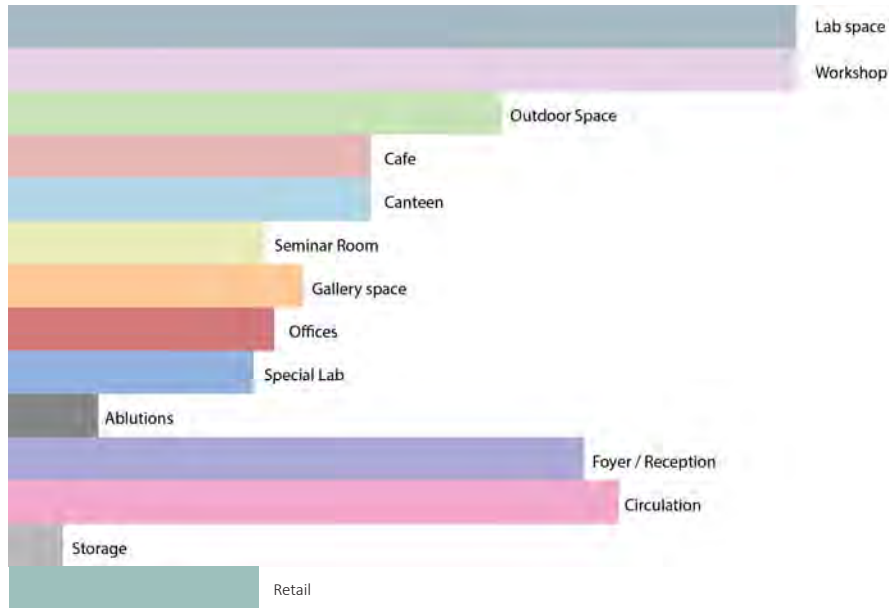 Lab space
Workshop
Outdoor Space
Cafe
Canteen
Seminar Room
Gallery space
Offices
Special Lab
Ablutions
Foyer / Reception
Circulation
Storage
Retail